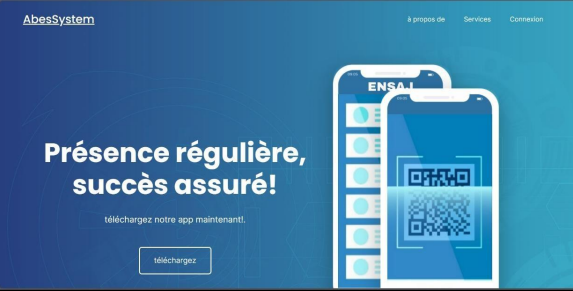 AbesSystem
à propos de
Services
Connexion
ENSAJ
Présence régulière,
succès assuré!
téléchargez notre app maintenant!.
téléchargez